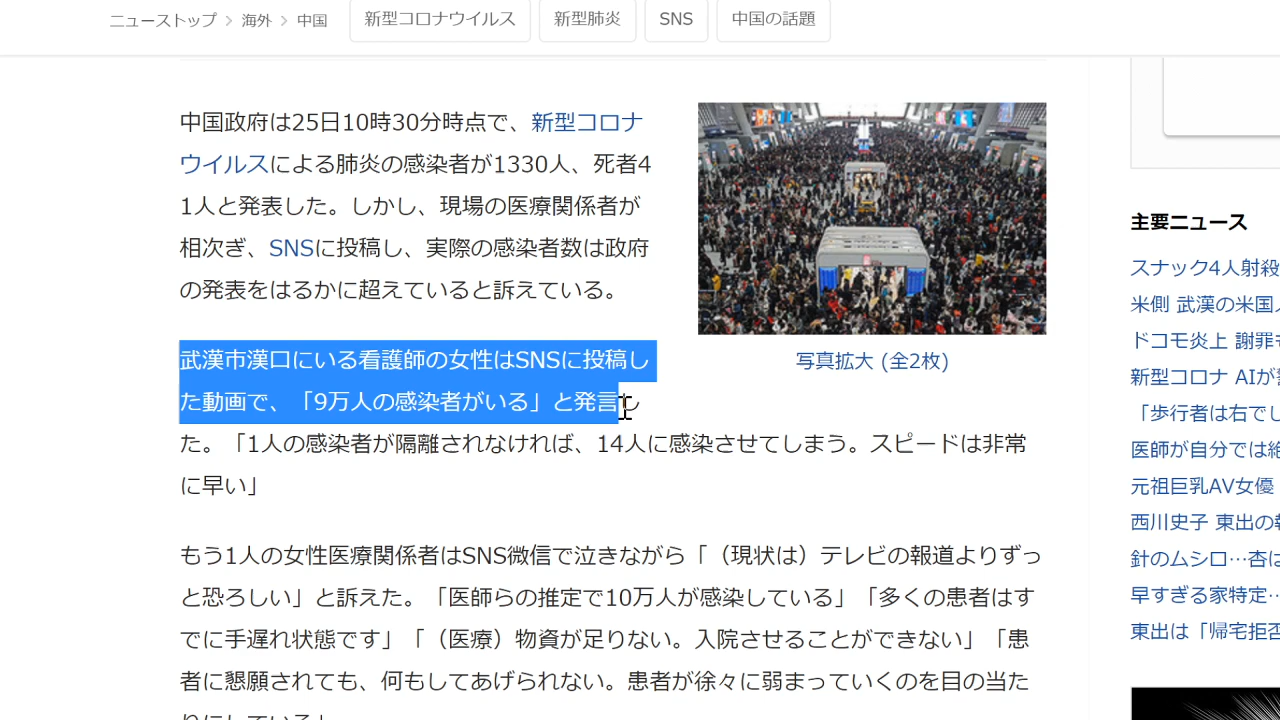 ニューストップ > 海外 > 中国
新型コロナウイルス
新型肺炎
SNS
中国の話題
中国政府は25日10時30分時点で、新型コロナ
ウイルスによる肺炎の感染者が1330人、死者4
1人と発表した。しかし、現場の医療関係者が
相次ぎ、SNSに投稿し、実際の感染者数は政府
の発表をはるかに超えていると訴えている。
写真拡大 (全2枚)
武漢市漢口にいる看護師の女性はSNSに投稿し
た動画で、「9万人の感染者がいる」と発言し
た。「1人の感染者が隔離されなければ、14人に感染させてしまう。スピードは非常
に早い」
もう1人の女性医療関係者はSNS微信で泣きながら「（現状は）テレビの報道よりずっ
と恐ろしい」と訴えた。「医師らの推定で10万人が感染している」「多くの患者はす
でに手遅れ状態です」「（医療）物資が足りない。入院させることができない」「患
者に懇願されても、何もしてあげられない。患者が徐々に弱まっていくのを目の当た
りにしている」
主要ニュース
スナック4人射殺
米側 武漢の米国
ドコモ炎上 謝罪
新型コロナ AIが
「歩行者は右でし
医師が自分では絶
元祖巨乳AV女優
西川史子 東出の
針のムシロ…杏は
早すぎる家特定…
東出は「帰宅拒否